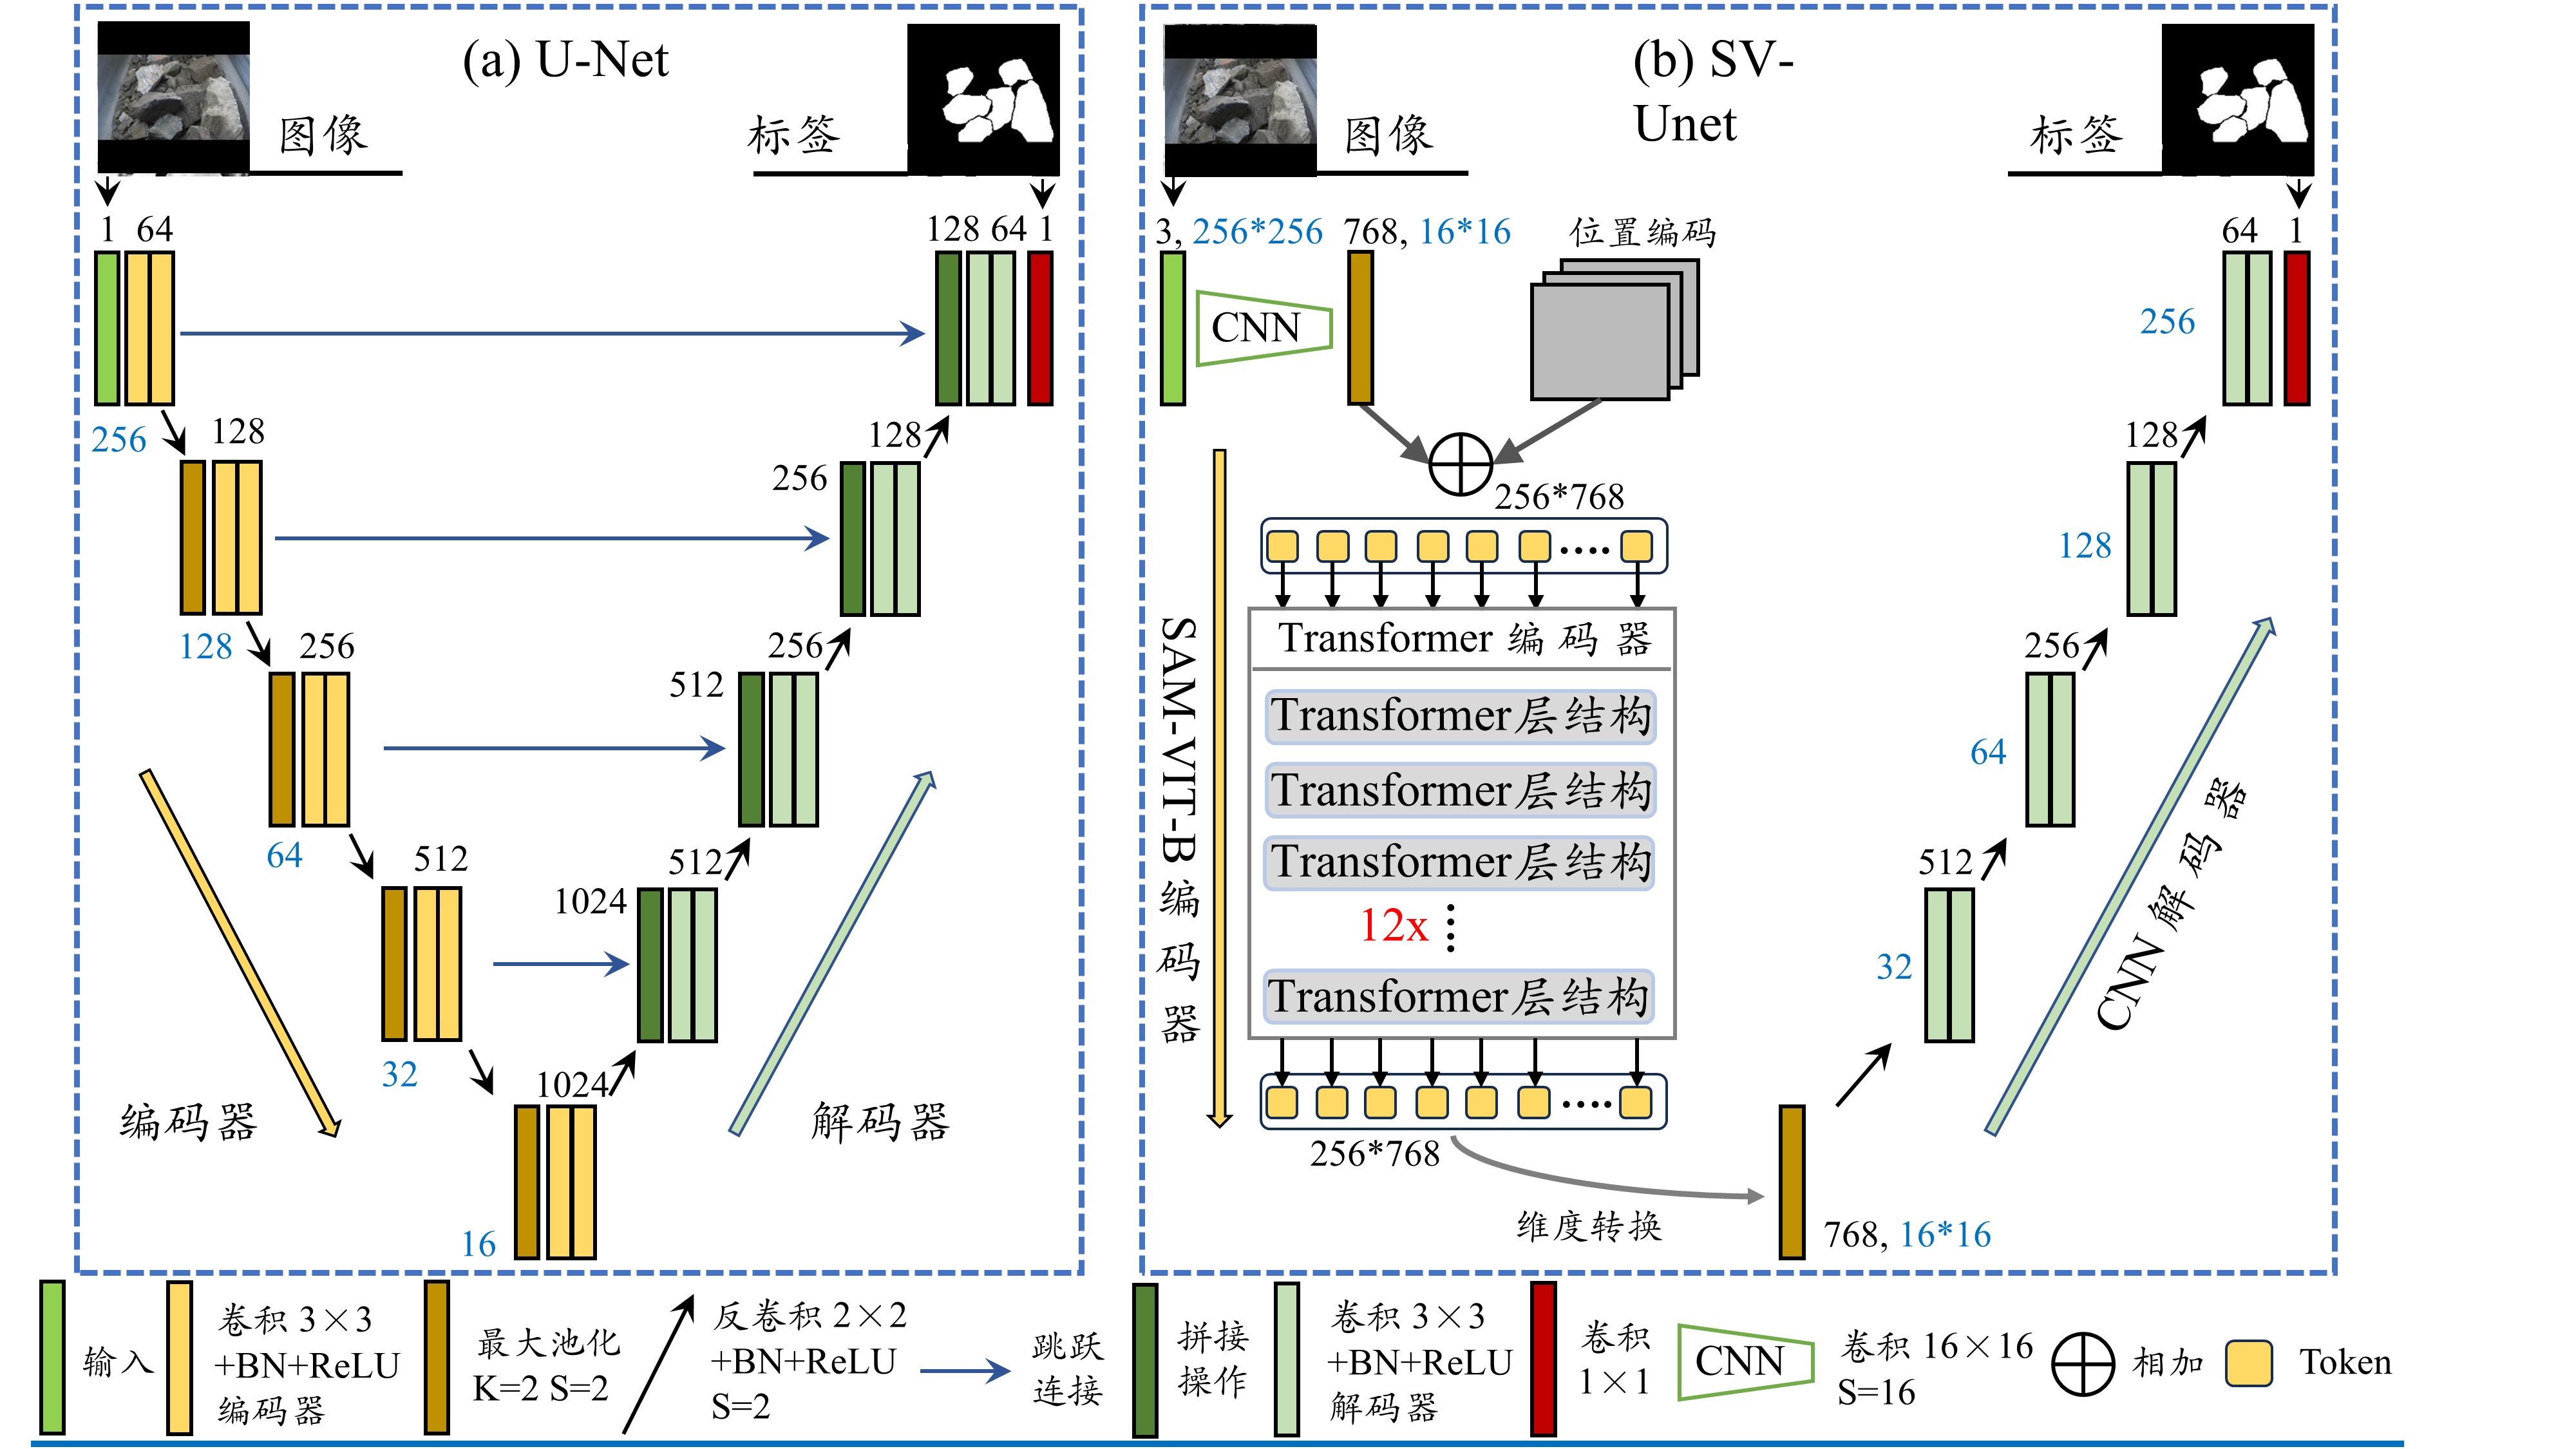 (a) U-Net
图像
标签
1 64
128 64 1
256
128
128
256
128
256
256
512
64
512
512
1024
32
1024
16
编码器
解码器
(b) SV-
Unet
图像
标签
3, 256*256
768, 16*16
位置编码
CNN
256*768
SAM-VIT-B 编码器
Transformer 编码器
Transformer层结构
Transformer层结构
Transformer层结构
12x
Transformer层结构
256*768
维度转换
768, 16*16
64 1
256
128
128
256
64
512
32
CNN 解码器
输入
卷积 3×3
+BN+ReLU
编码器
最大池化
K=2 S=2
反卷积 2×2
+BN+ReLU
S=2
跳跃
连接
拼接
操作
卷积 3×3
+BN+ReLU
解码器
卷积
1×1
CNN
卷积 16×16
S=16
相加
Token